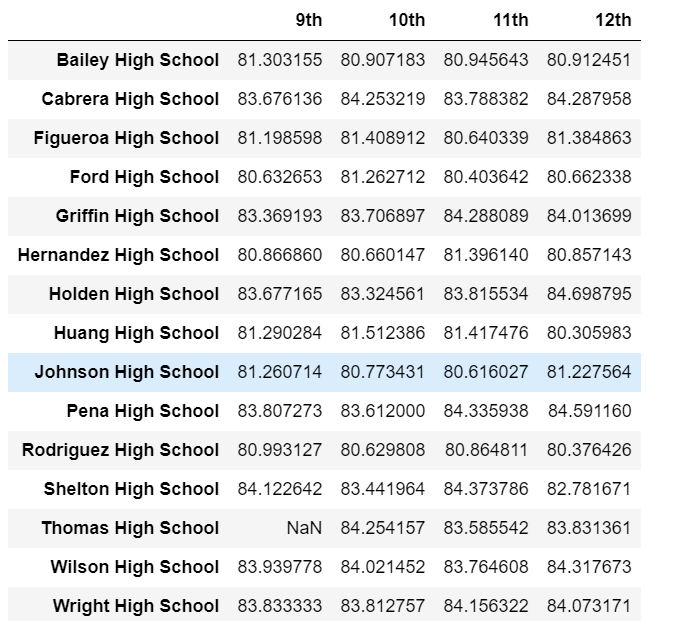 9th 10th 11th 12th
Bailey High School 81.303155 80.907183 80.945643 80.912451
Cabrera High School 83.676136 84.253219 83.788382 84.287958
Figueroa High School 81.198598 81.408912 80.640339 81.384863
Ford High School 80.632653 81.262712 80.403642 80.662338
Griffin High School 83.369193 83.706897 84.288089 84.013699
Hernandez High School 80.866860 80.660147 81.396140 80.857143
Holden High School 83.677165 83.324561 83.815534 84.698795
Huang High School 81.290284 81.512386 81.417476 80.305983
Johnson High School 81.260714 80.773431 80.616027 81.227564
Pena High School 83.807273 83.612000 84.335938 84.591160
Rodriguez High School 80.993127 80.629808 80.864811 80.376426
Shelton High School 84.122642 83.441964 84.373786 82.781671
Thomas High School NaN 84.254157 83.585542 83.831361
Wilson High School 83.939778 84.021452 83.764608 84.317673
Wright High School 83.833333 83.812757 84.156322 84.073171